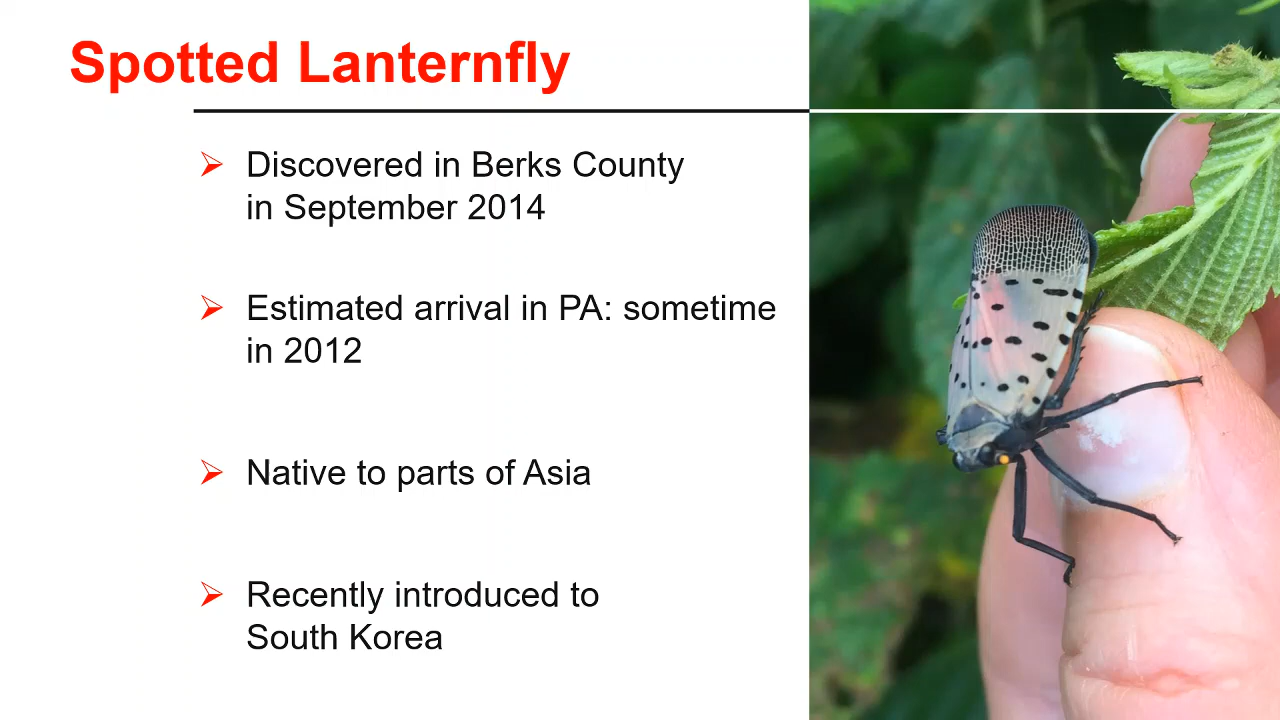 Spotted Lanternfly
Discovered in Berks County
in September 2014
Estimated arrival in PA: sometime
in 2012
Native to parts of Asia
Recently introduced to
South Korea